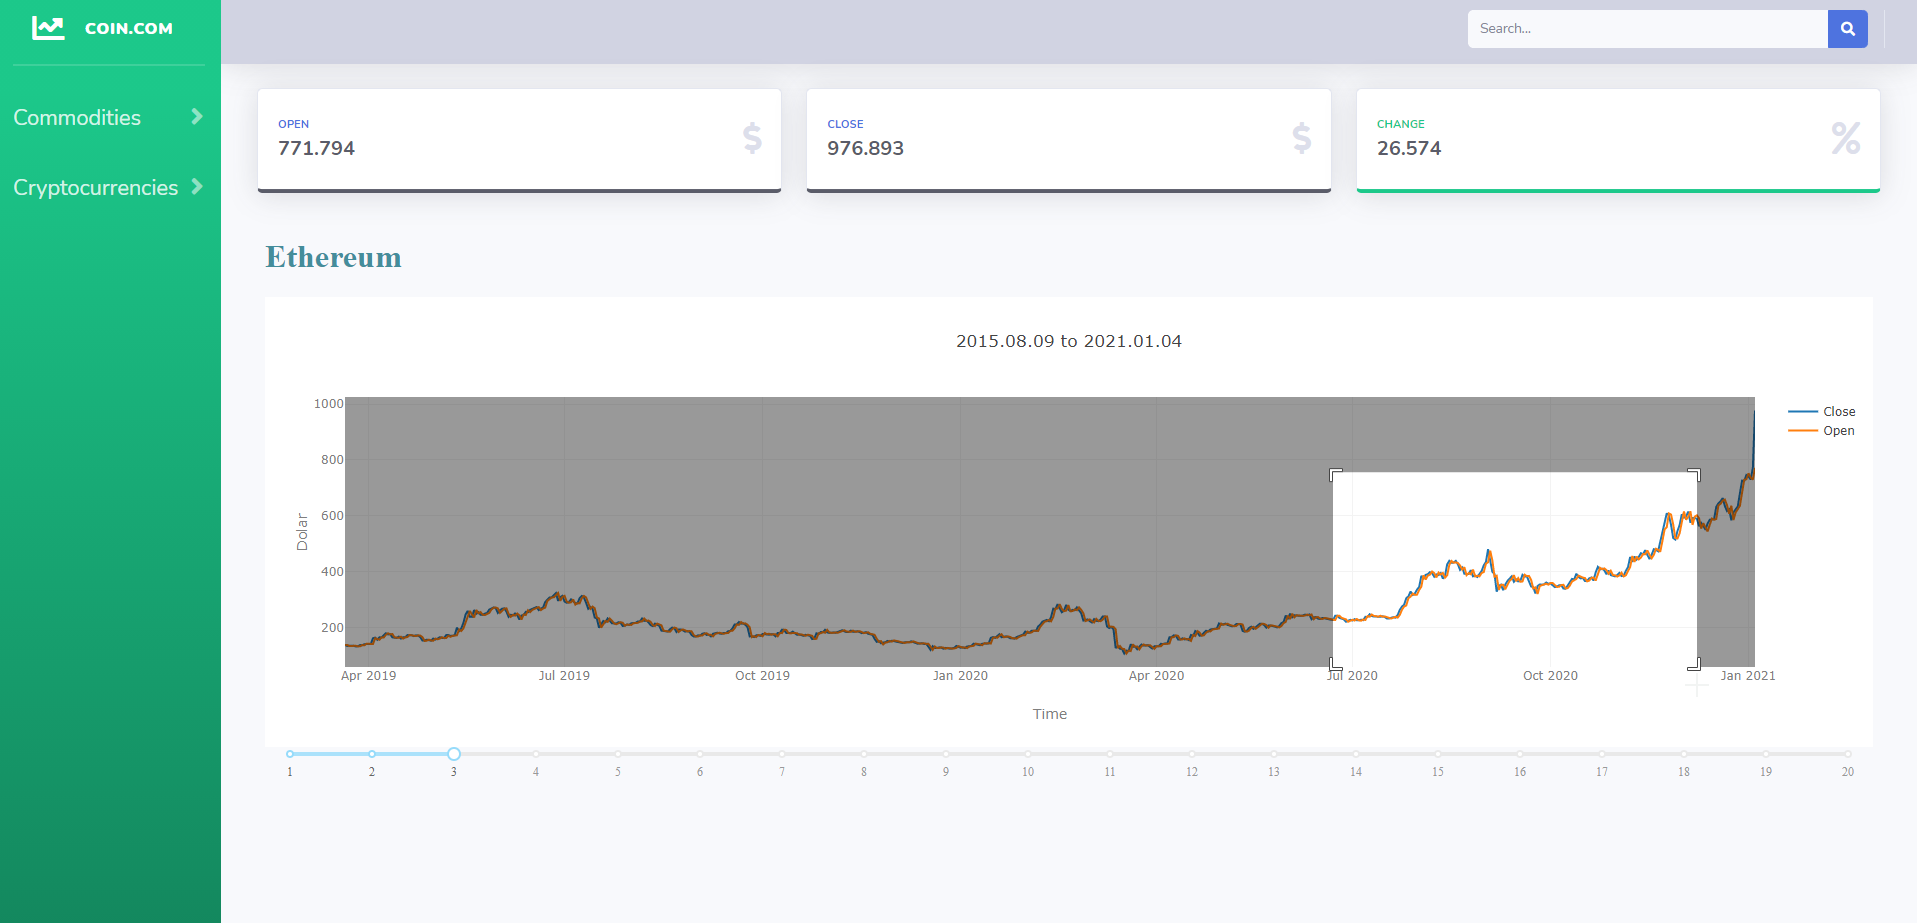 COIN.COM
Search...
Commodities
Cryptocurrencies
OPEN
771.794
$
CLOSE
976.893
$
CHANGE
26.574
%
Ethereum
2015.08.09 to 2021.01.04
Close
Open
Dolar
1000
800
600
400
200
Apr 2019 Jul 2019 Oct 2019 Jan 2020 Apr 2020 Jul 2020 Oct 2020 Jan 2021
Time
1 2 3 4 5 6 7 8 9 10 11 12 13 14 15 16 17 18 19 20